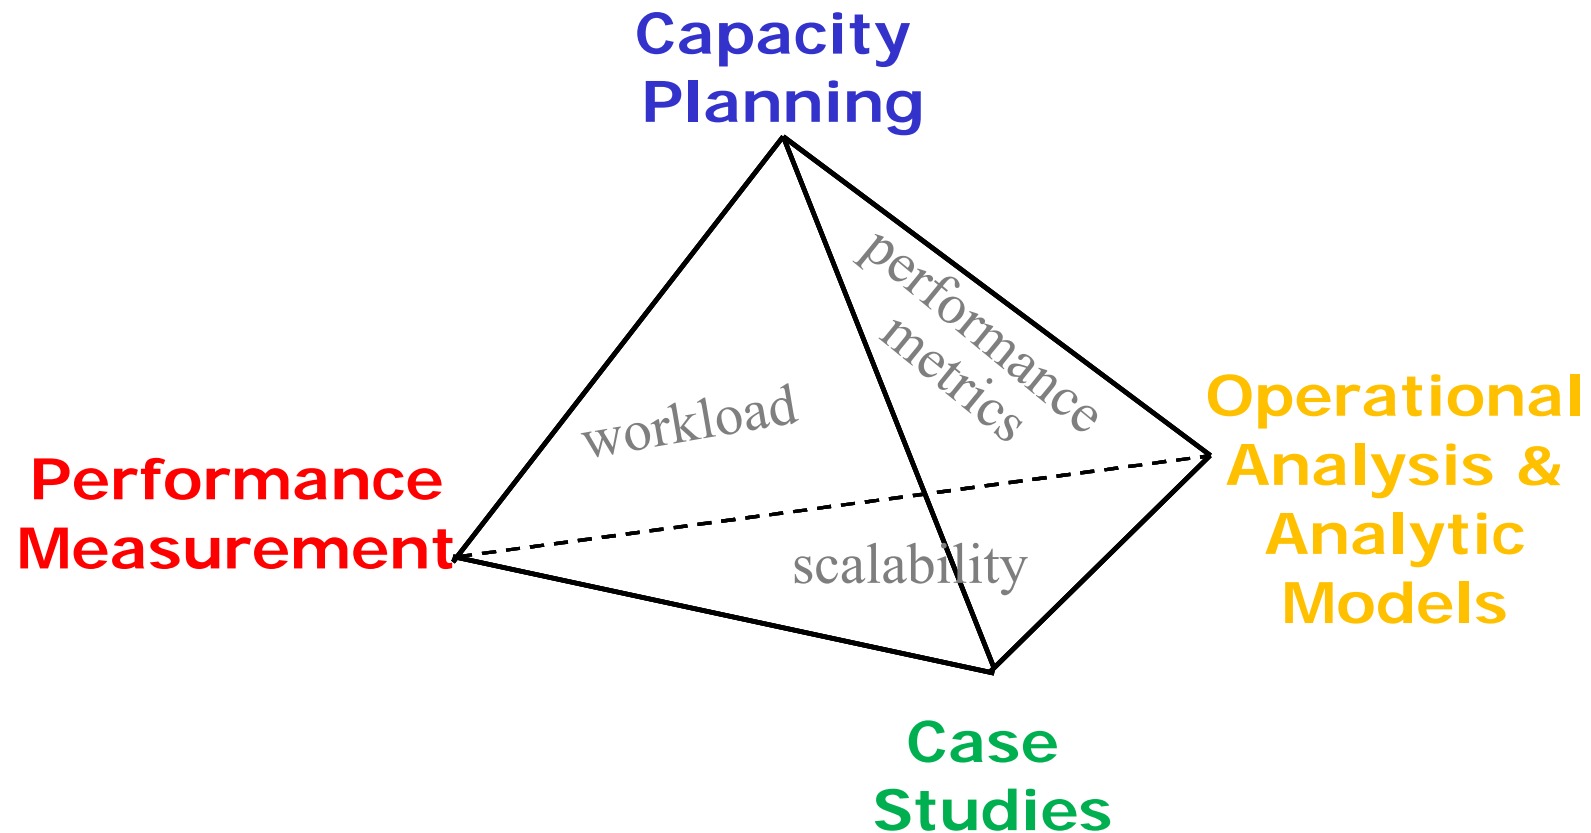 Capacity
Planning
performance
metrics
workload
Operational
Analysis &
Analytic
Models
Performance
Measurement
scalability
Case
Studies